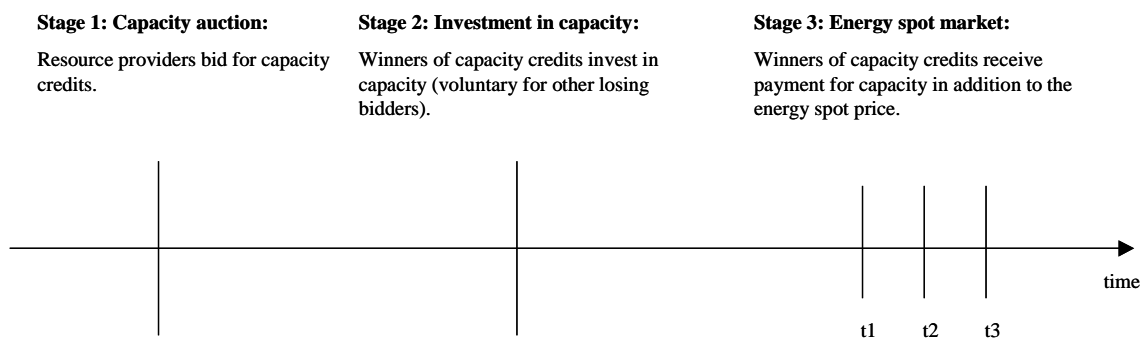 Stage 1: Capacity auction:
Resource providers bid for capacity
credits.
Stage 2: Investment in capacity:
Winners of capacity credits invest in
capacity (voluntary for other losing
bidders).
Stage 3: Energy spot market:
Winners of capacity credits receive
payment for capacity in addition to the
energy spot price.
time
t1 t2 t3